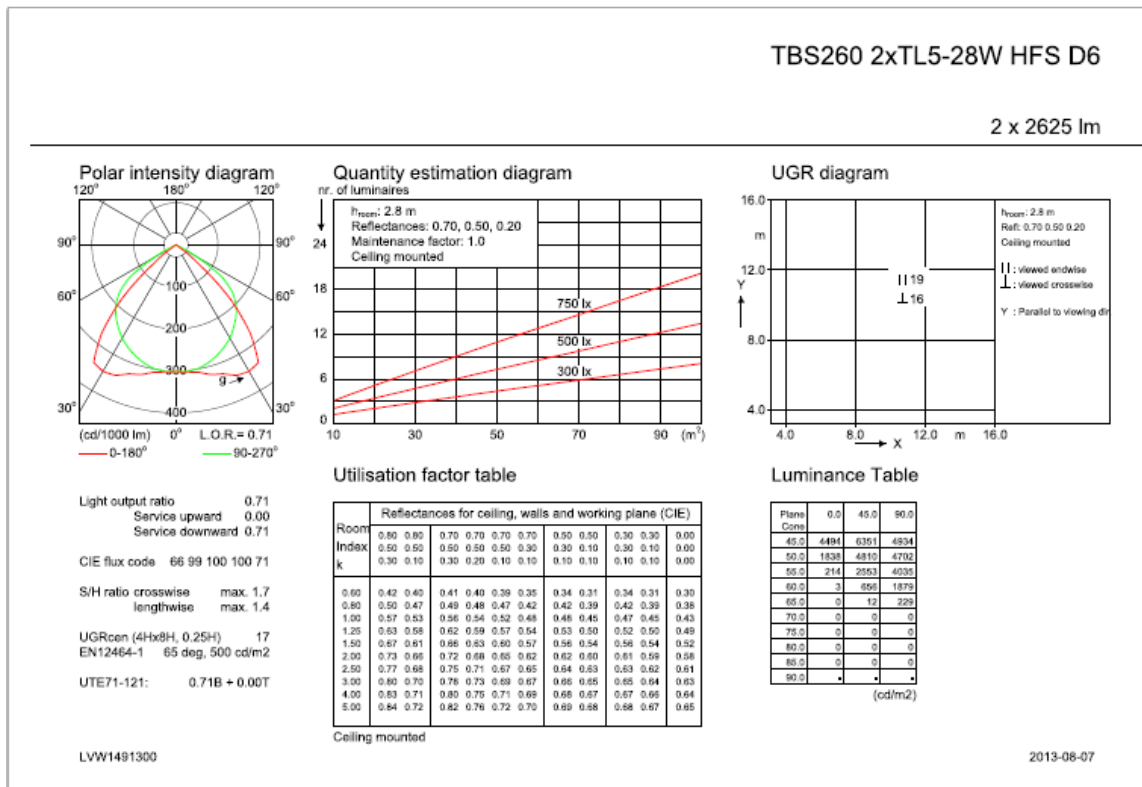 TBS260 2xTL5-28W HFS D6
2 x 2625 lm
Polar intensity diagram
120° 180° 120°
90° 90°
60° 60°
30° 30°
100
200
300
400
g
(cd/1000 lm) 0° L.O.R.= 0.71
0-180° 90-270°
Quantity estimation diagram
nr. of luminaires
hroom: 2.8 m
Reflectances: 0.70, 0.50, 0.20
Maintenance factor: 1.0
Ceiling mounted
24
18
12
6
0
750 lx
500 lx
300 lx
10 30 50 70 90 (m²)
UGR diagram
16.0
m
12.0
Y
8.0
4.0
|| 19
⊥ 16
4.0 8.0 12.0 m 16.0
X
hroom: 2.8 m
Refl: 0.70 0.50 0.20
Ceiling mounted
|| : viewed endwise
⊥ : viewed crosswise
Y : Parallel to viewing dir
Light output ratio 0.71
Service upward 0.00
Service downward 0.71
CIE flux code 66 99 100 100 71
S/H ratio crosswise max. 1.7
lengthwise max. 1.4
UGRcen (4Hx8H, 0.25H) 17
EN12464-1 65 deg, 500 cd/m2
UTE71-121: 0.71B + 0.00T
Utilisation factor table
Room Index k
Reflectances for ceiling, walls and working plane (CIE)
0.80 0.80 0.70 0.70 0.70 0.70 0.50 0.50 0.30 0.30 0.00
0.50 0.50 0.50 0.50 0.50 0.30 0.30 0.10 0.30 0.10 0.00
0.30 0.10 0.30 0.20 0.10 0.10 0.10 0.10 0.10 0.10 0.00
0.60 0.42 0.40 0.41 0.40 0.39 0.35 0.34 0.31 0.34 0.31 0.30
0.80 0.50 0.47 0.49 0.48 0.47 0.42 0.42 0.39 0.42 0.39 0.38
1.00 0.57 0.53 0.56 0.54 0.52 0.48 0.48 0.45 0.47 0.45 0.43
1.25 0.63 0.58 0.62 0.59 0.57 0.54 0.53 0.50 0.52 0.50 0.49
1.50 0.67 0.61 0.66 0.63 0.60 0.57 0.56 0.54 0.56 0.54 0.52
2.00 0.73 0.66 0.72 0.68 0.65 0.62 0.62 0.60 0.61 0.59 0.58
2.50 0.77 0.68 0.75 0.71 0.67 0.65 0.64 0.63 0.63 0.62 0.61
3.00 0.80 0.70 0.78 0.73 0.69 0.67 0.66 0.65 0.65 0.64 0.63
4.00 0.83 0.71 0.80 0.75 0.71 0.69 0.68 0.67 0.67 0.66 0.64
5.00 0.84 0.72 0.82 0.76 0.72 0.70 0.69 0.68 0.68 0.67 0.65
Ceiling mounted
Luminance Table
Plane Cone 0.0 45.0 90.0
45.0 4494 6351 4934
50.0 1838 4810 4702
55.0 214 2553 4035
60.0 3 656 1879
65.0 0 12 229
70.0 0 0 0
75.0 0 0 0
80.0 0 0 0
85.0 0 0 0
90.0 . . .
(cd/m2)
LVW1491300
2013-08-07